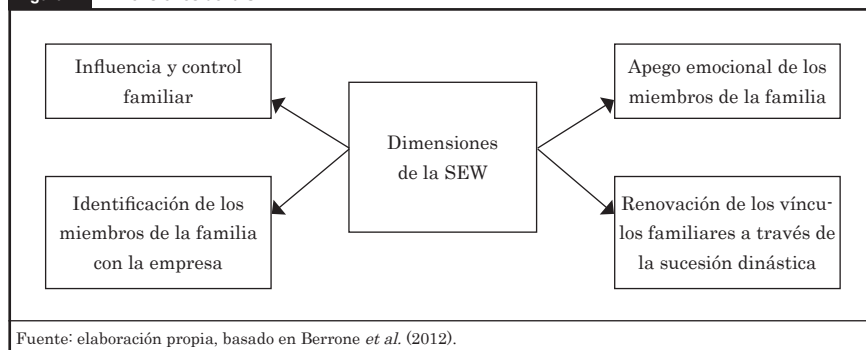 Influencia y control
familiar
Identificación de los
miembros de la familia
con la empresa
Dimensiones
de la SEW
Apego emocional de los
miembros de la familia
Renovación de los víncu-
los familiares a través de
la sucesión dinástica
Fuente: elaboración propia, basado en Berrone et al. (2012).